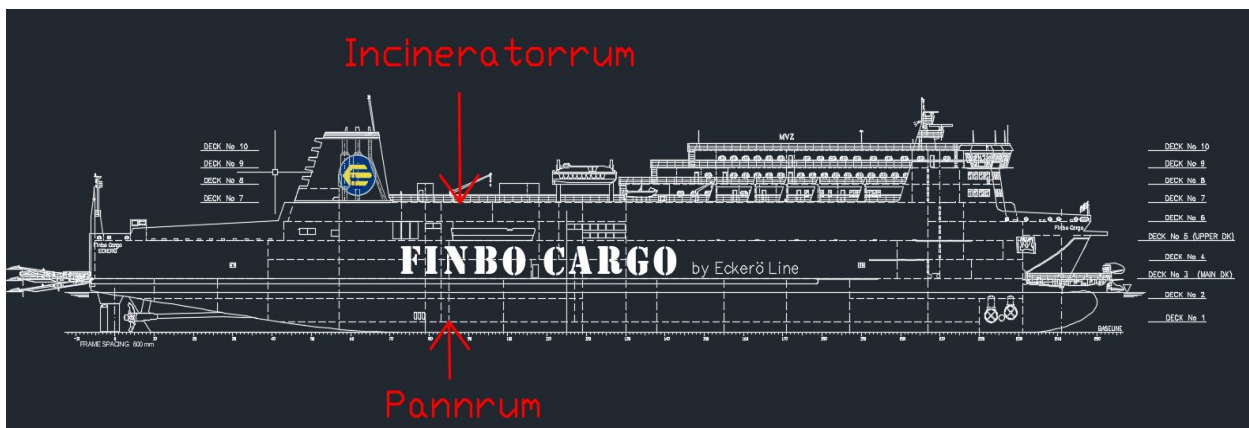 Incineratorrum
MVZ
DECK No 10
DECK No 9
DECK No 8
DECK No 7
DECK No 10
DECK No 9
DECK No 8
DECK No 7
DECK No 6
DECK No 5 (UPPER DK)
DECK No 4
DECK No 3 (MAIN DK)
DECK No 2
DECK No 1
Finbo Cargo
Finbo Cargo
FINBO CARGO by Eckerö Line
BASELINE
FRAME SPACING 800 mm
Pannrum